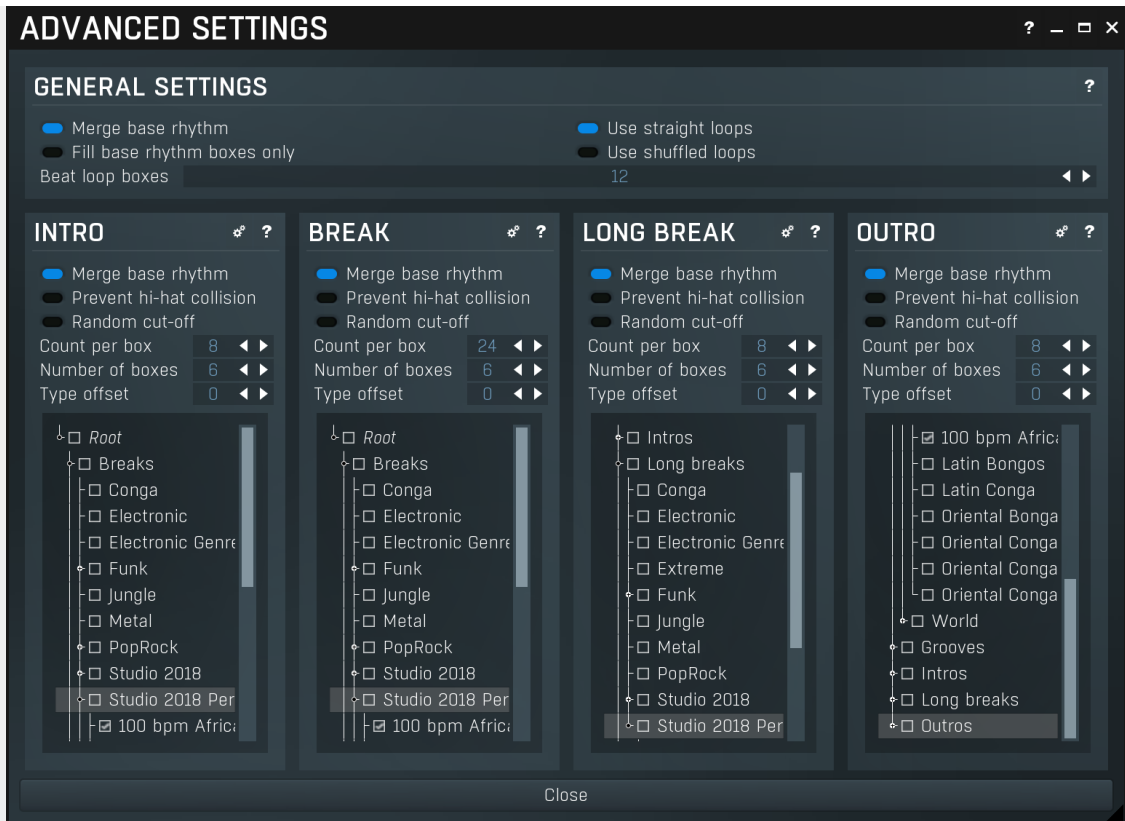 ADVANCED SETTINGS
?
GENERAL SETTINGS
?
Merge base rhythm
Use straight loops
Fill base rhythm boxes only
Use shuffled loops
Beat loop boxes 12
INTRO ?
Merge base rhythm
Prevent hi-hat collision
Random cut-off
Count per box 8
Number of boxes 6
Type offset 0
Root
Breaks
Conga
Electronic
Electronic Genre
Funk
Jungle
Metal
PopRock
Studio 2018
Studio 2018 Per
100 bpm Africa
BREAK ?
Merge base rhythm
Prevent hi-hat collision
Random cut-off
Count per box 24
Number of boxes 6
Type offset 0
Root
Breaks
Conga
Electronic
Electronic Genre
Funk
Jungle
Metal
PopRock
Studio 2018
Studio 2018 Per
100 bpm Africa
LONG BREAK ?
Merge base rhythm
Prevent hi-hat collision
Random cut-off
Count per box 8
Number of boxes 6
Type offset 0
Intros
Long breaks
Conga
Electronic
Electronic Genre
Extreme
Funk
Jungle
Metal
PopRock
Studio 2018
Studio 2018 Per
OUTRO ?
Merge base rhythm
Prevent hi-hat collision
Random cut-off
Count per box 8
Number of boxes 6
Type offset 0
100 bpm Africa
Latin Bongos
Latin Conga
Oriental Bonga
Oriental Conga
Oriental Conga
Oriental Conga
World
Grooves
Intros
Long breaks
Outros
Close